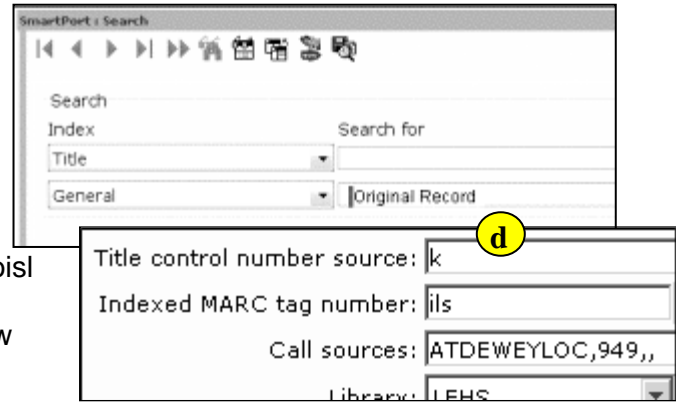 SmartPort : Search
Search
Index Search for
Title
General Original Record
d
Title control number source: k
oisl
Indexed MARC tag number: ils
w
Call sources: ATDEWEYLOC,949,,
Library: LEHS